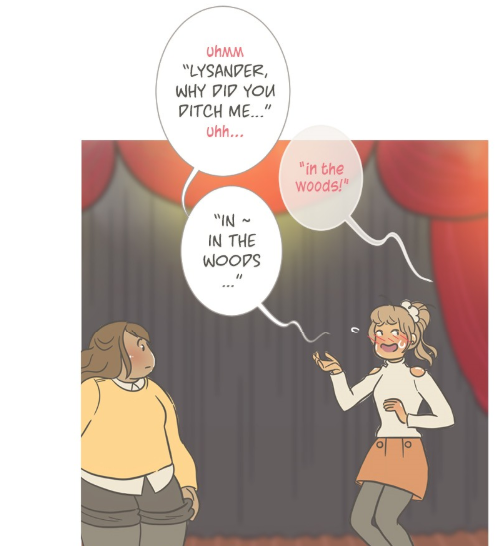 uhmm
"LYSANDER,
WHY DID YOU
DITCH ME..."
uhh...
"in the
woods!"
"IN ~
IN THE
WOODS
..."